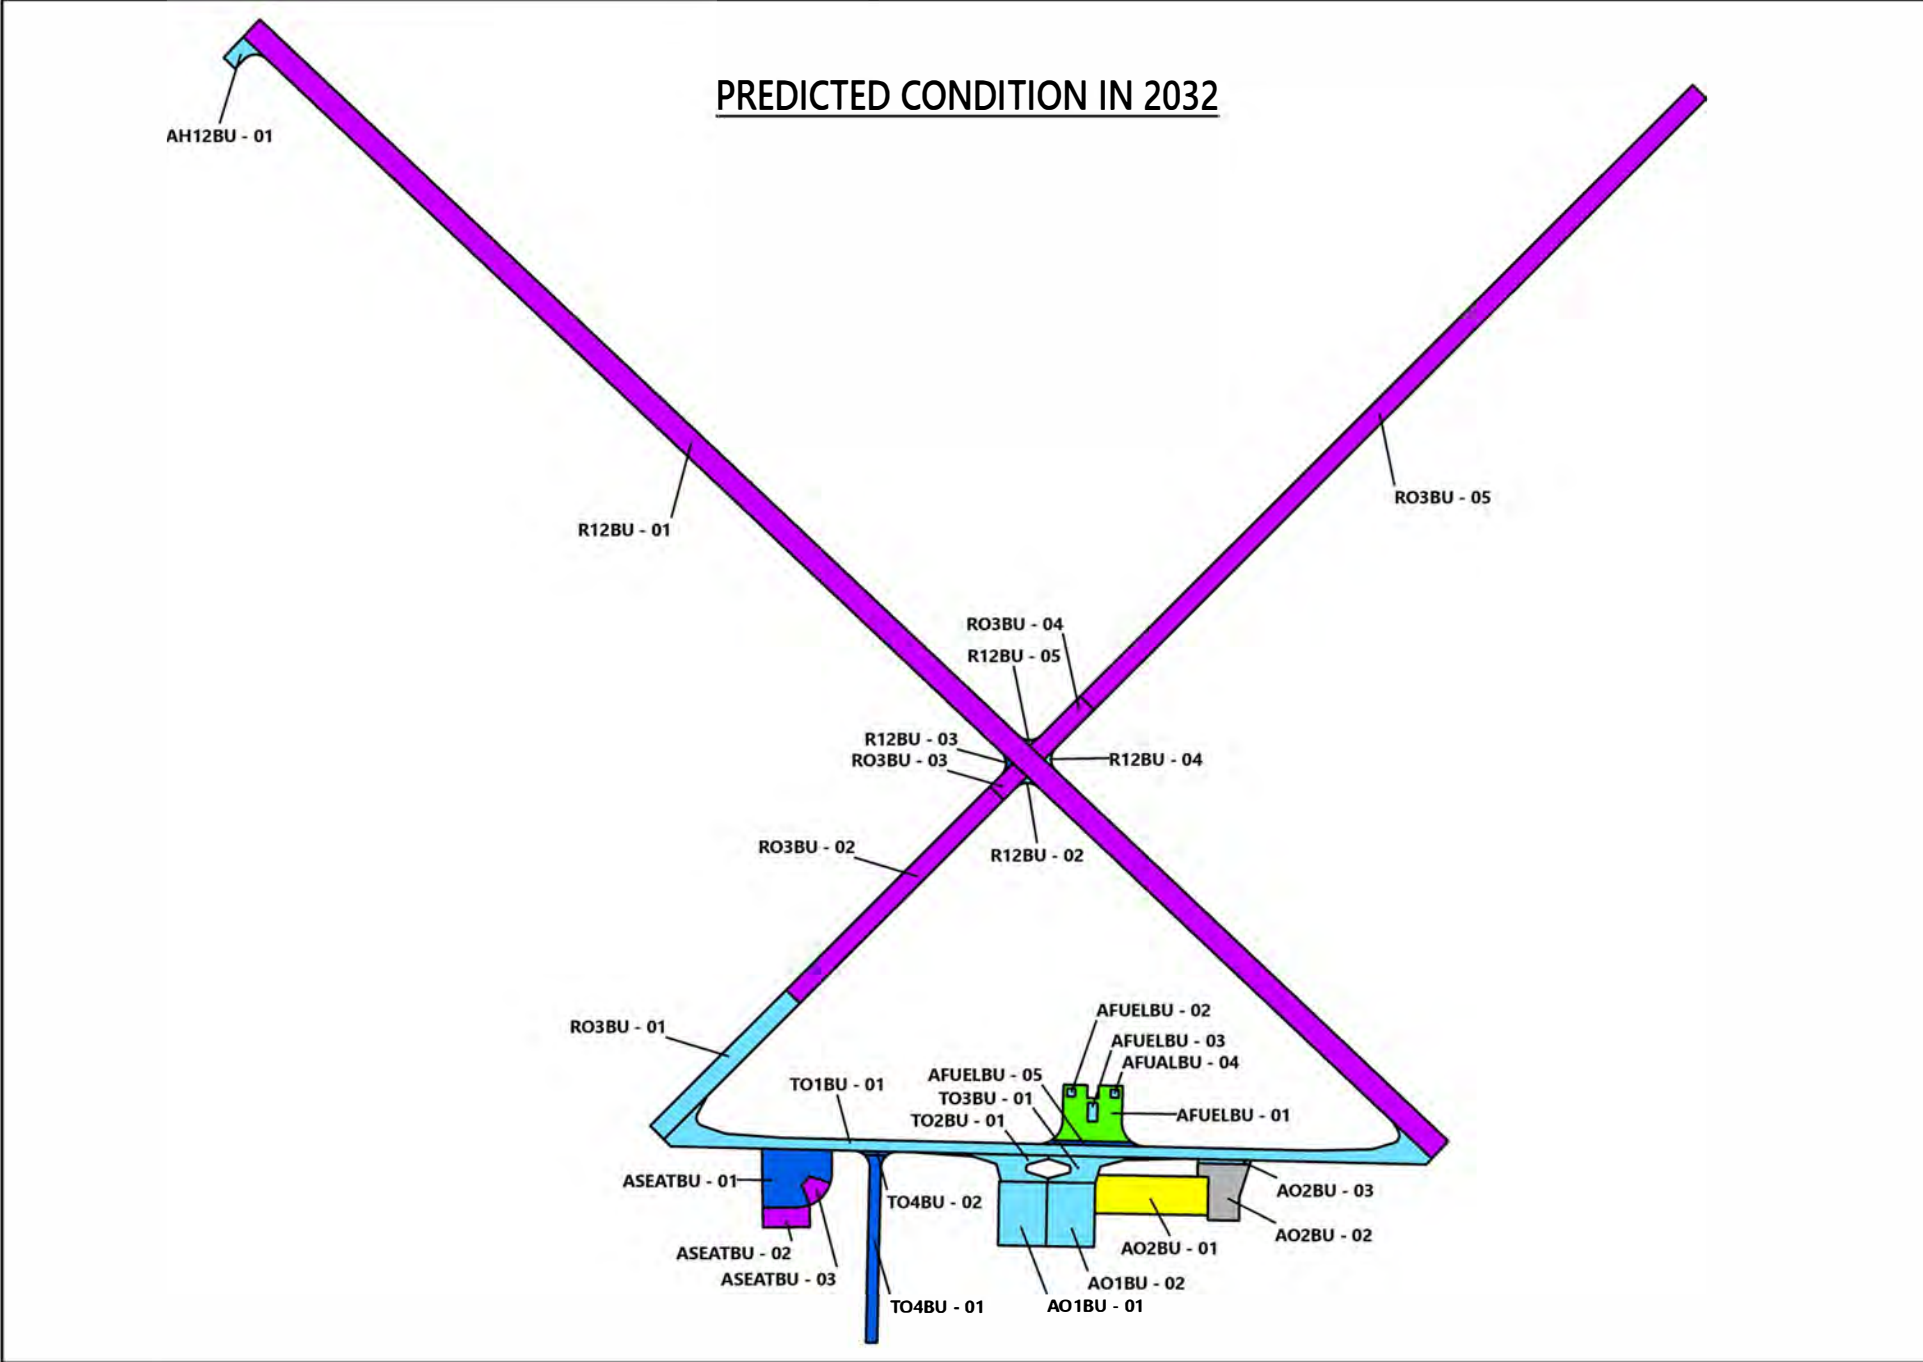 PREDICTED CONDITION IN 2032
AH12BU - 01
RO3BU - 05
R12BU - 01
RO3BU - 04
R12BU - 05
R12BU - 03
RO3BU - 03
R12BU - 04
RO3BU - 02
R12BU - 02
AFUELBU - 02
RO3BU - 01
AFUELBU - 03
AFUALBU - 04
AFUELBU - 05
TO1BU - 01
TO3BU - 01
AFUELBU - 01
TO2BU - 01
ASEATBU - 01
AO2BU - 03
TO4BU - 02
AO2BU - 02
AO2BU - 01
ASEATBU - 02
ASEATBU - 03
AO1BU - 02
TO4BU - 01
AO1BU - 01